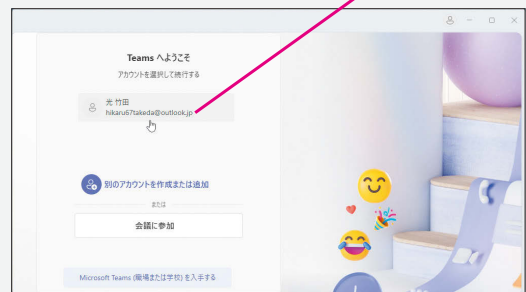 Teams へようこそ
アカウントを選択して続行する
光 竹田
hikaru67takeda@outlook.jp
別のアカウントを作成または追加
または
会議に参加
Microsoft Teams (職場または学校) を入手する